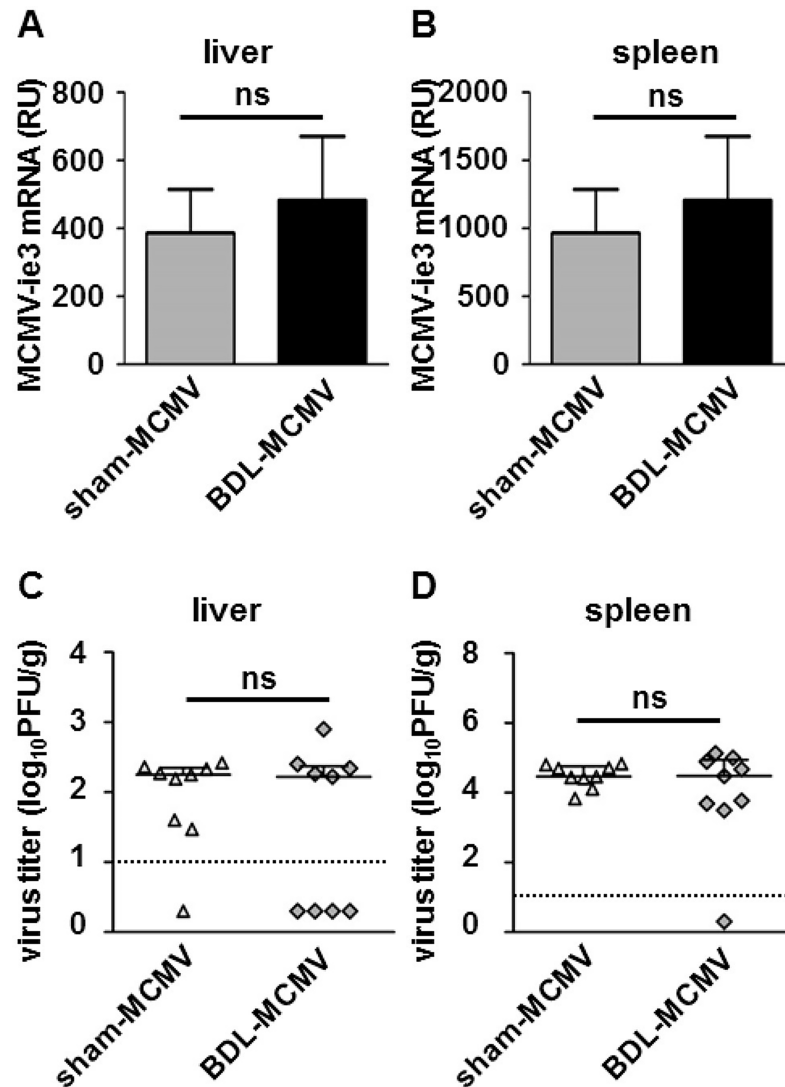 A
liver
MCMV-ie3 mRNA (RU)
800
600
400
200
0
ns
sham-MCMV
BDL-MCMV
B
spleen
MCMV-ie3 mRNA (RU)
2000
1500
1000
500
0
ns
sham-MCMV
BDL-MCMV
C
liver
virus titer (log₁₀PFU/g)
4
3
2
1
0
ns
sham-MCMV
BDL-MCMV
D
spleen
virus titer (log₁₀PFU/g)
8
6
4
2
0
ns
sham-MCMV
BDL-MCMV